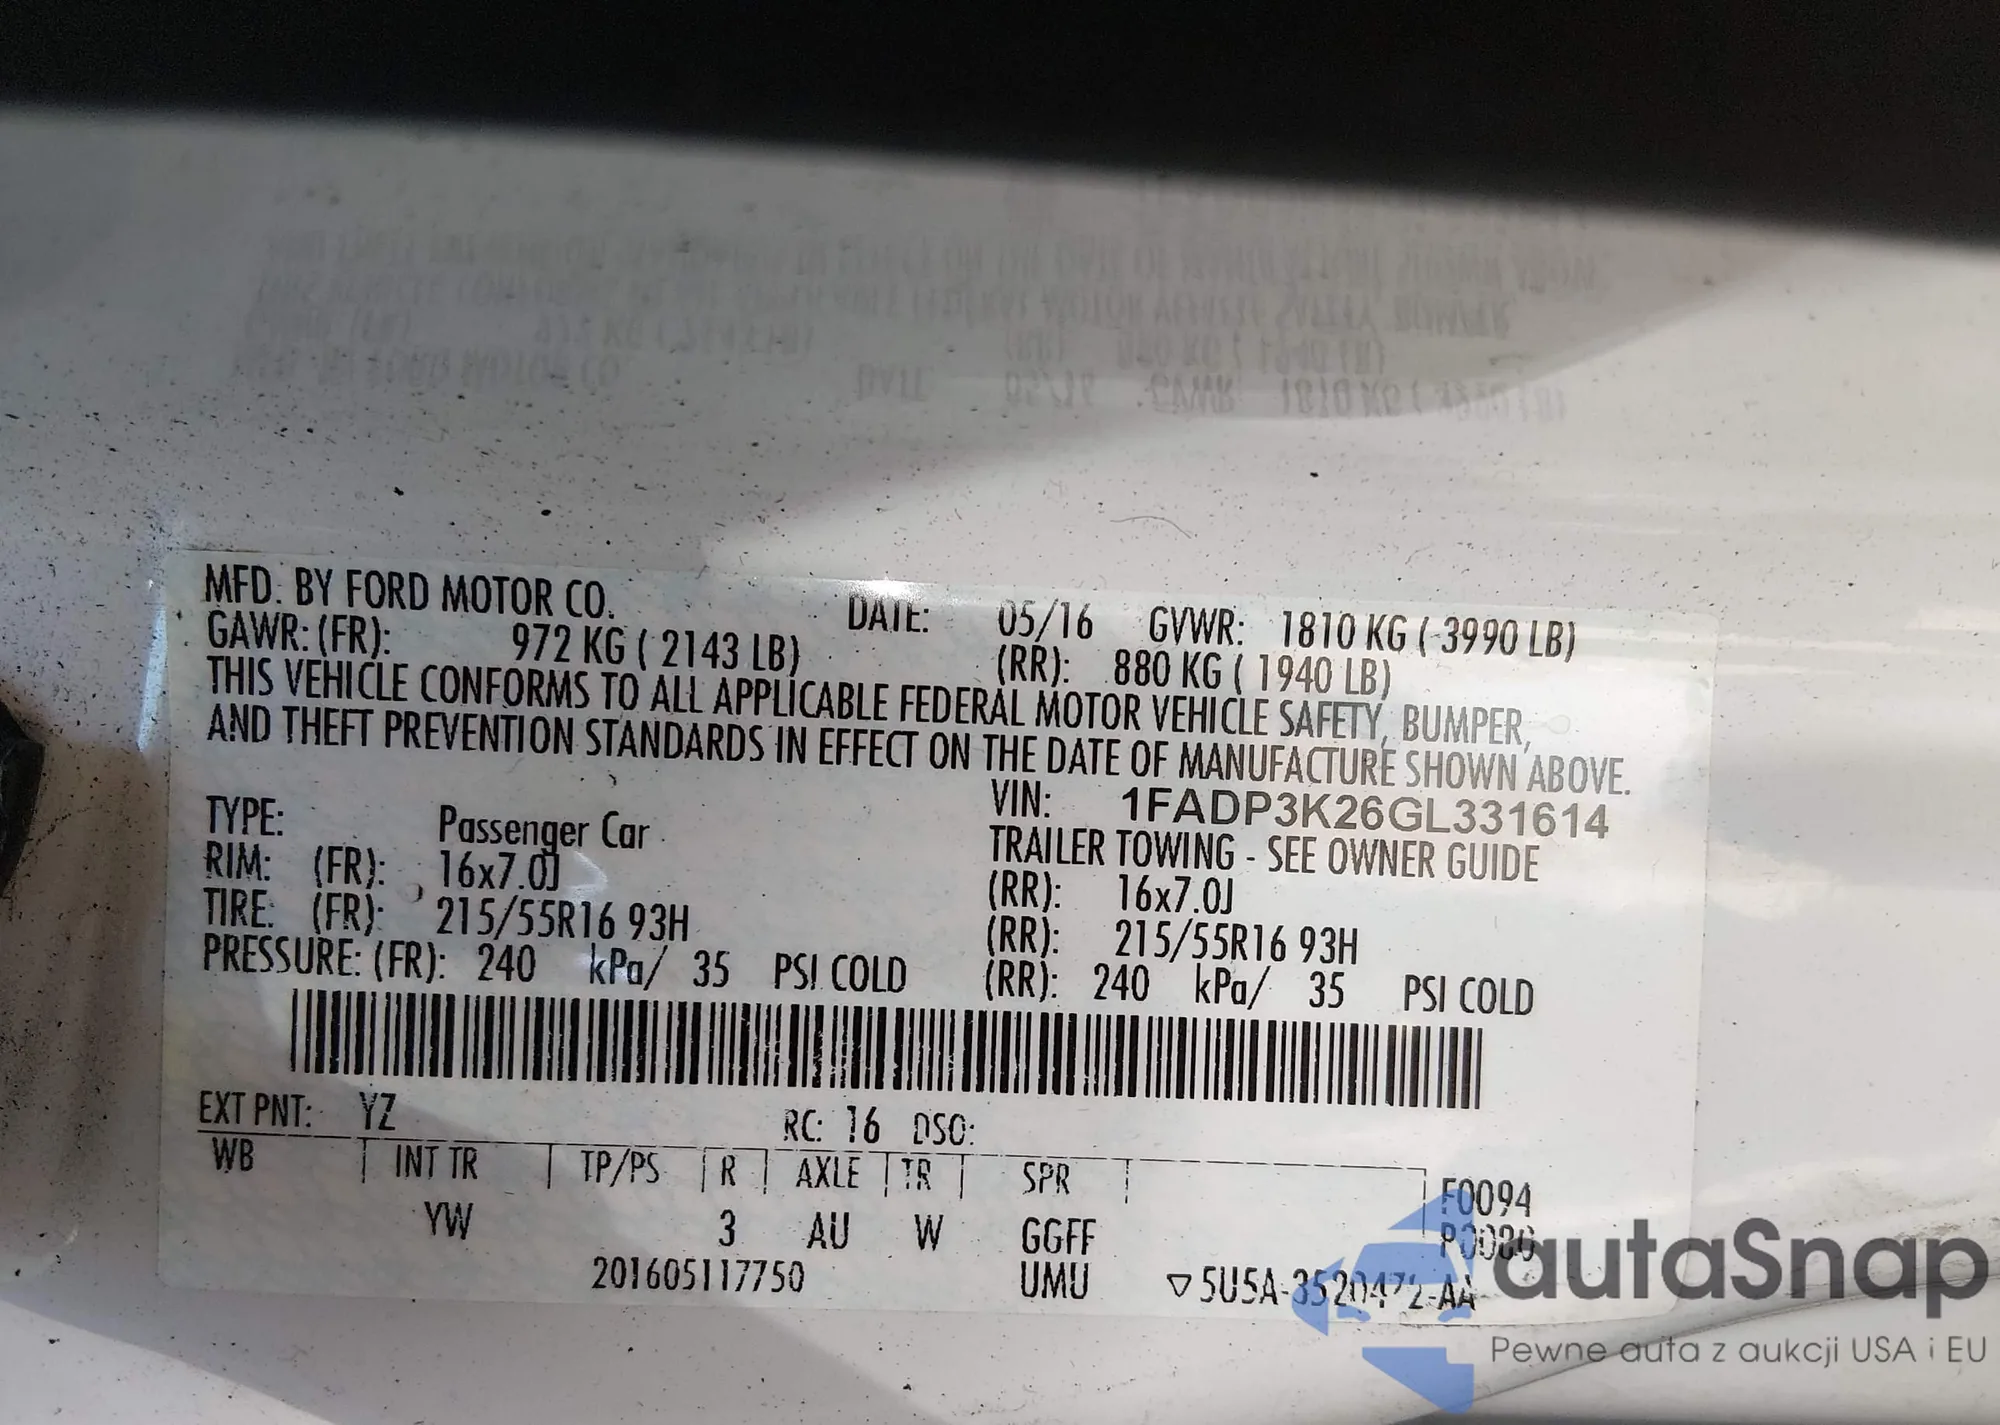 MFD. BY FORD MOTOR CO. DATE: 05/16 GVWR: 1810 KG ( 3990 LB)
GAWR: (FR): 972 KG ( 2143 LB) (RR): 880 KG ( 1940 LB)
THIS VEHICLE CONFORMS TO ALL APPLICABLE FEDERAL MOTOR VEHICLE SAFETY, BUMPER,
AND THEFT PREVENTION STANDARDS IN EFFECT ON THE DATE OF MANUFACTURE SHOWN ABOVE.
VIN: 1FADP3K26GL331614
TYPE: Passenger Car TRAILER TOWING - SEE OWNER GUIDE
RIM: (FR): 16x7.0J (RR): 16x7.0J
TIRE: (FR): 215/55R16 93H (RR): 215/55R16 93H
PRESSURE: (FR): 240 kPa/ 35 PSI COLD (RR): 240 kPa/ 35 PSI COLD
EXT PNT: YZ RC: 16 DSO:
WB INT TR TP/PS R AXLE TR SPR F0094
YW 3 AU W GGFF
201605117750 UMU
autaSnap
Pewne auta z aukcji USA i EU